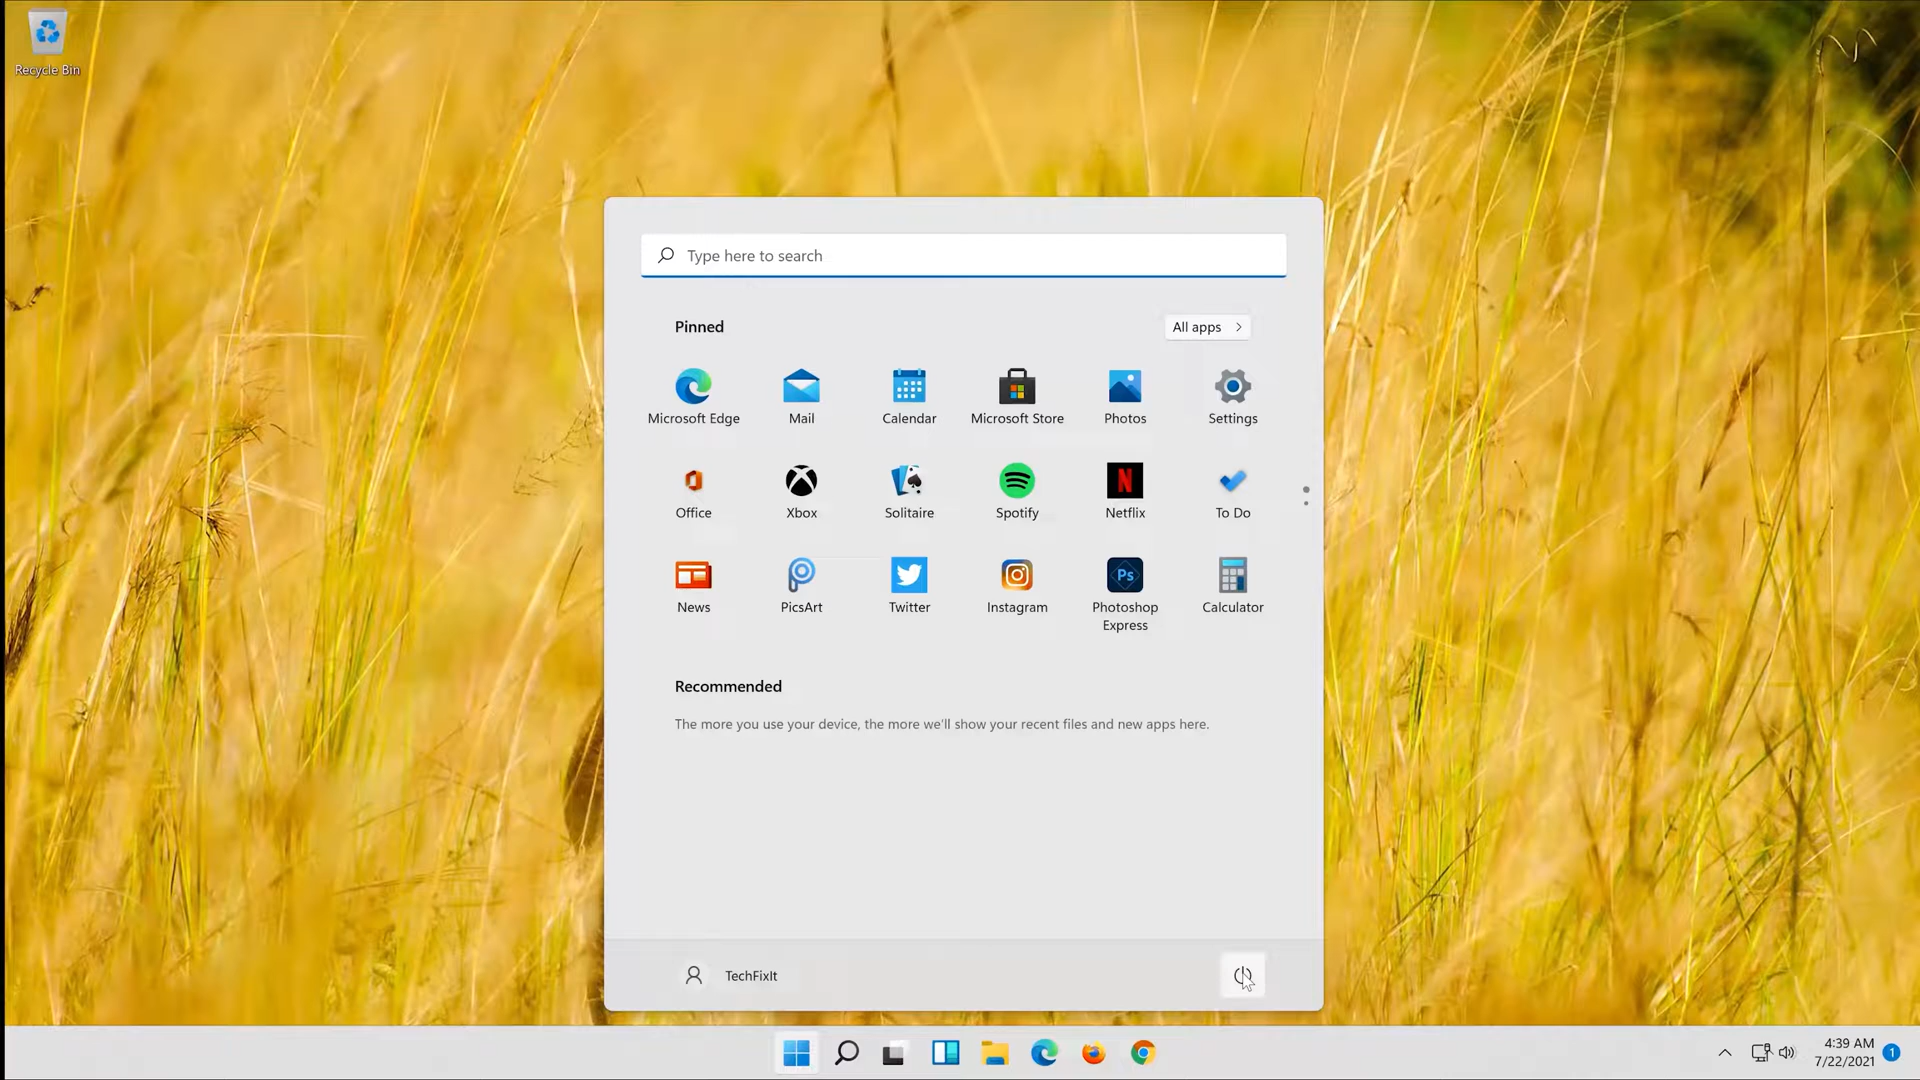 Recycle Bin
Type here to search
Pinned
All apps
Microsoft Edge
Mail
Calendar
Microsoft Store
Photos
Settings
Office
Xbox
Solitaire
Spotify
Netflix
To Do
News
PicsArt
Twitter
Instagram
Ps
Photoshop
Express
Calculator
Recommended
The more you use your device, the more we'll show your recent files and new apps here.
TechFixIt
4:39 AM
7/22/2021
1